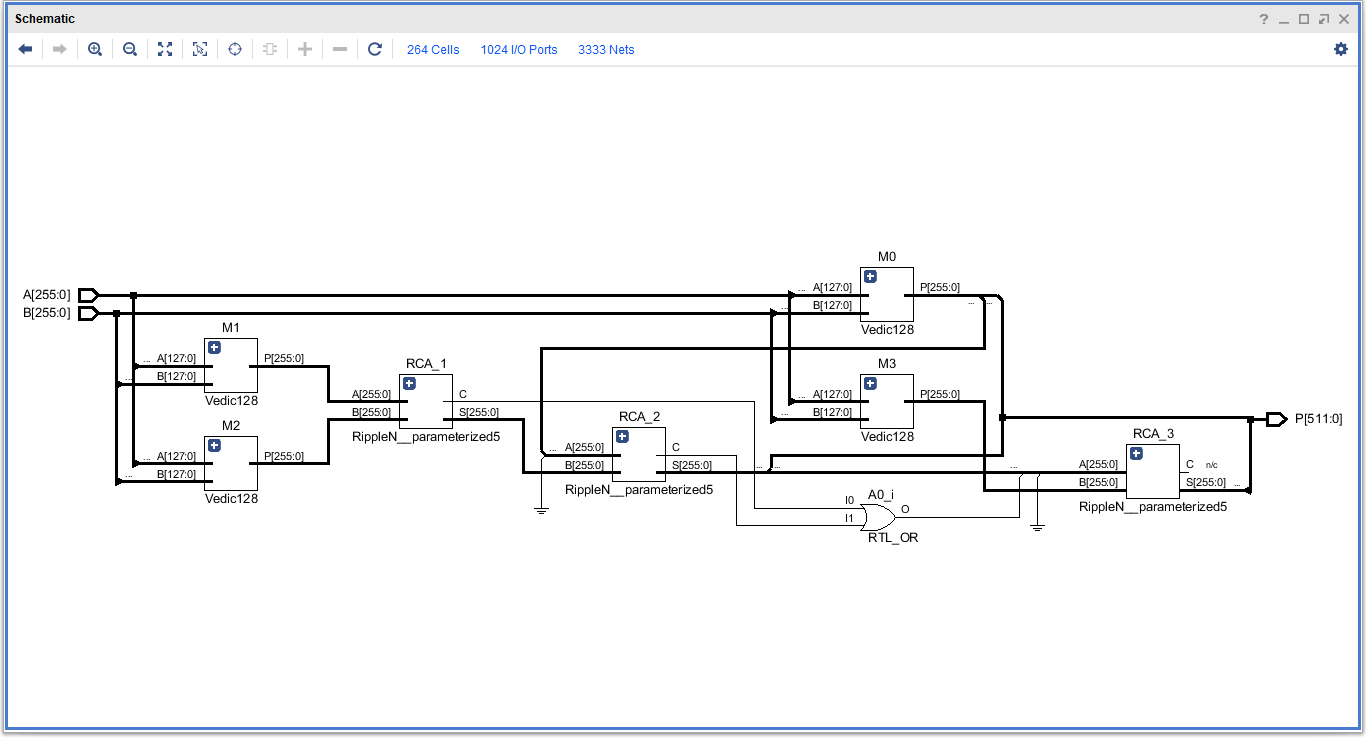 Schematic
264 Cells 1024 I/O Ports 3333 Nets
A[255:0]
B[255:0]
M1
... A[127:0] P[255:0]
... B[127:0]
Vedic128
M2
... A[127:0] P[255:0]
... B[127:0]
Vedic128
RCA_1
A[255:0] C
B[255:0] S[255:0]
RippleN__parameterized5
RCA_2
... A[255:0] C
B[255:0] S[255:0] ... ...
RippleN__parameterized5
M0
... A[127:0] P[255:0]
... B[127:0] ... ...
Vedic128
M3
... A[127:0] P[255:0]
... B[127:0]
Vedic128
A0_i
I0 O
I1
RTL_OR
RCA_3
... A[255:0] C n/c
B[255:0] S[255:0] ...
RippleN__parameterized5
P[511:0]